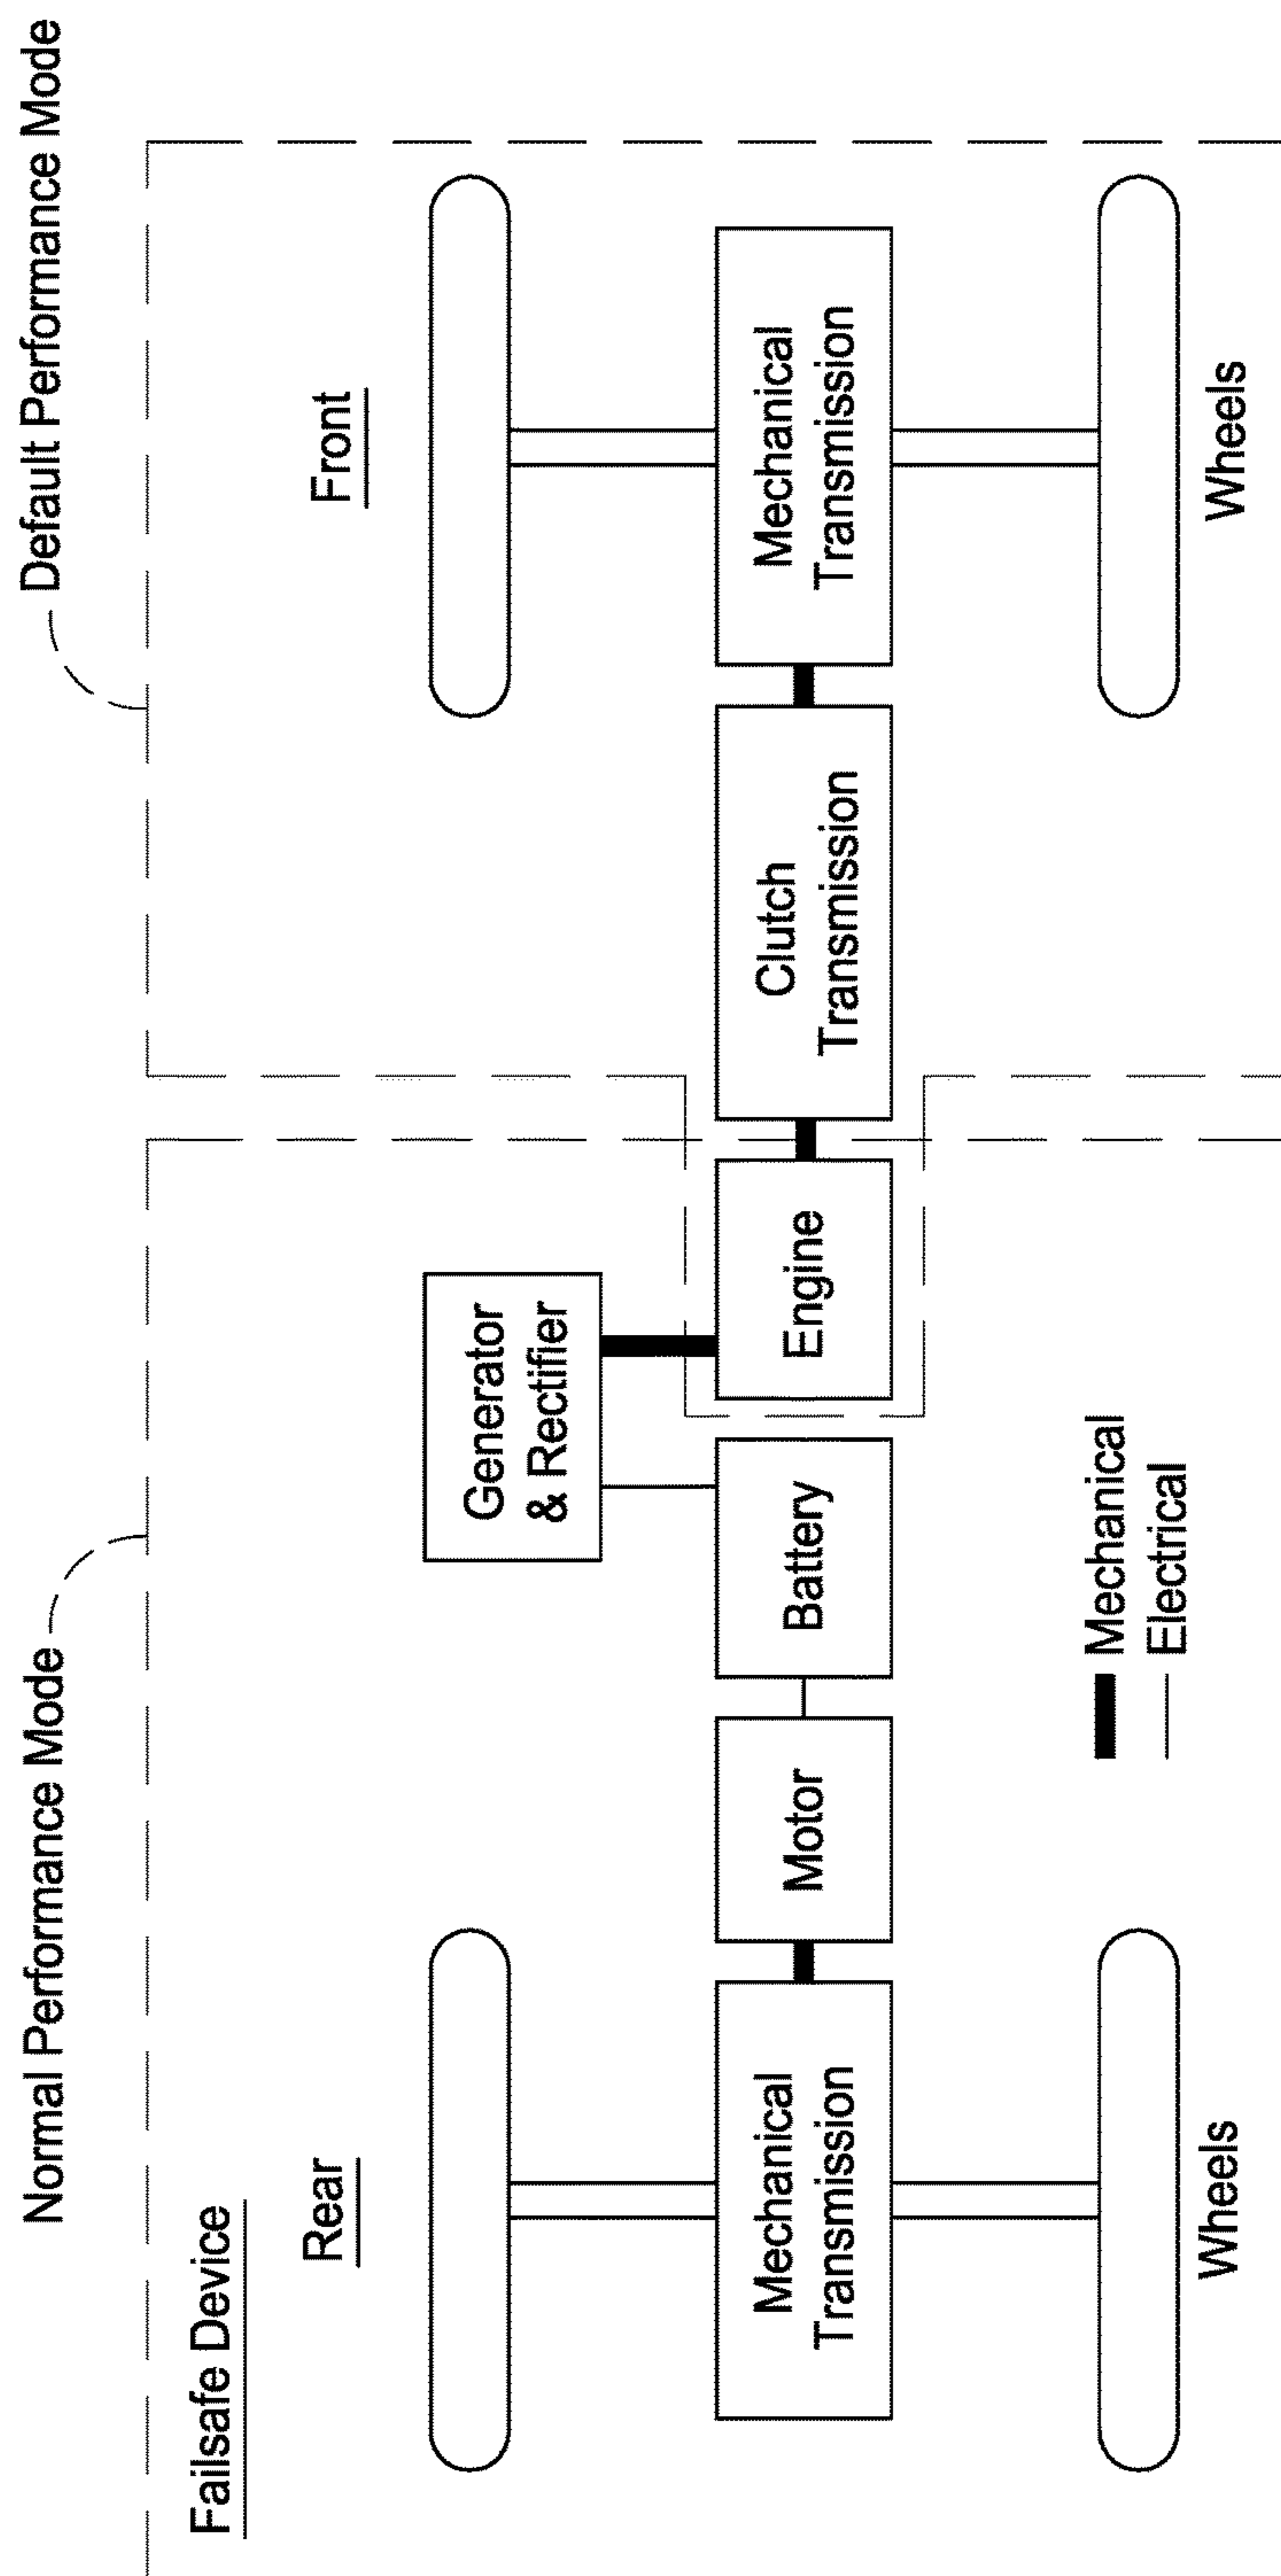 Normal Performance Mode
Default Performance Mode
Failsafe Device
Rear
Front
Generator
& Rectifier
Mechanical
Transmission
Motor
Battery
Engine
Clutch
Transmission
Mechanical
Transmission
Mechanical
Electrical
Wheels
Wheels